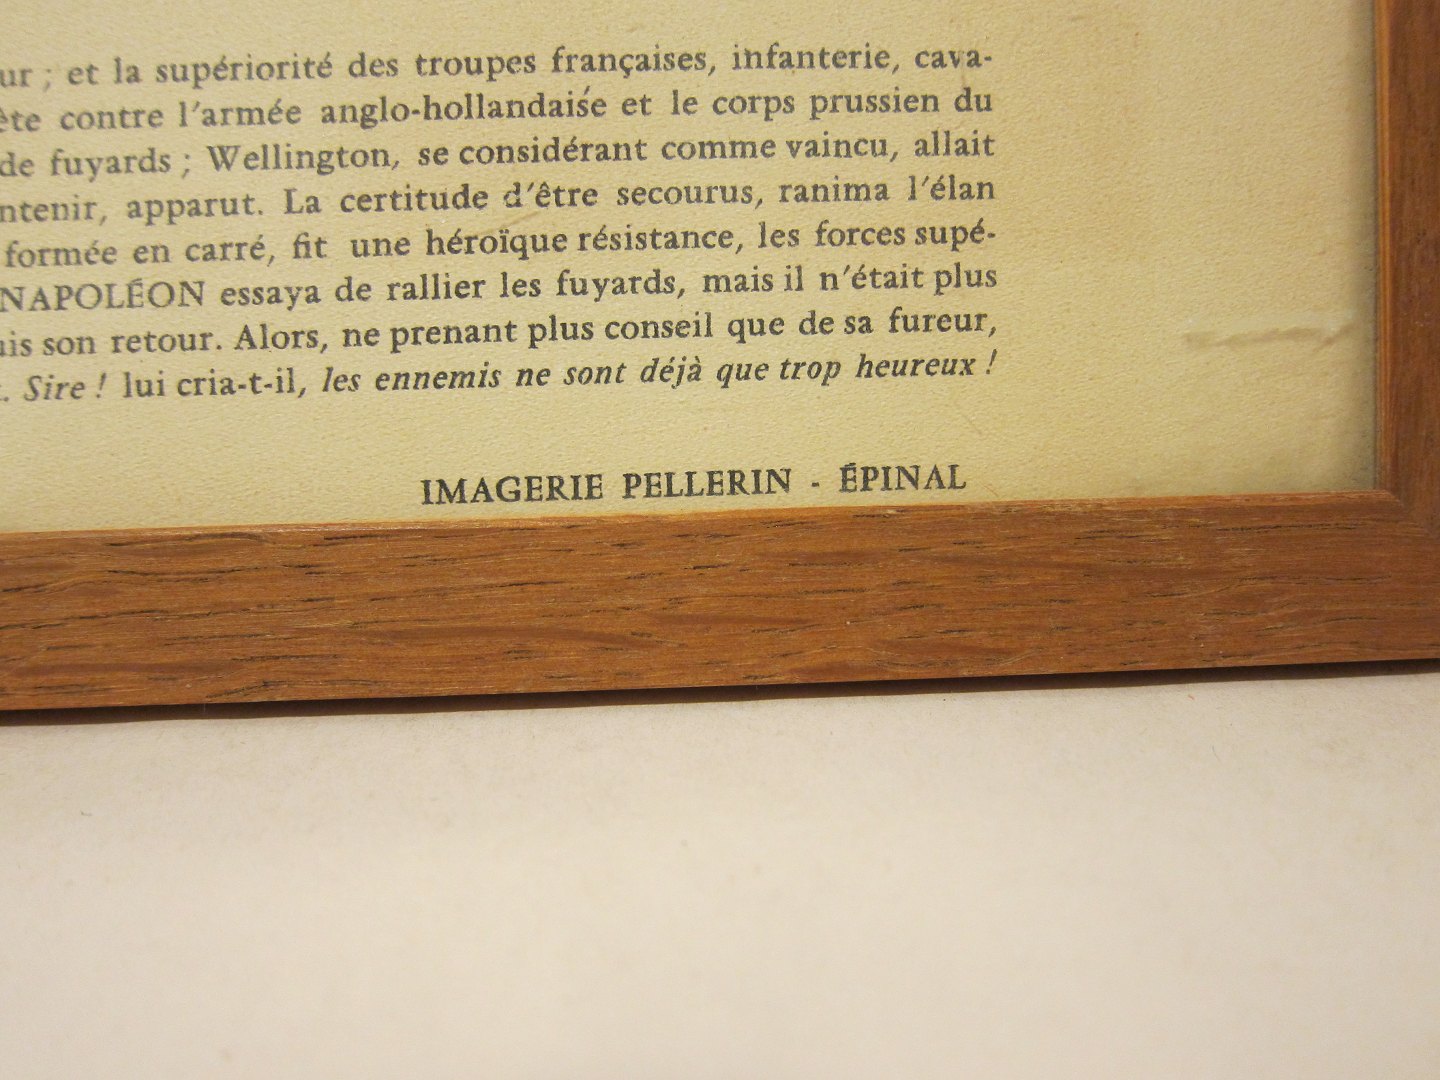 ur ; et la supériorité des troupes françaises, infanterie, cava-
ète contre l'armée anglo-hollandaise et le corps prussien du
de fuyards ; Wellington, se considérant comme vaincu, allait
ntenir, apparut. La certitude d'être secourus, ranima l'élan
formée en carré, fit une héroïque résistance, les forces supé-
NAPOLÉON essaya de rallier les fuyards, mais il n'était plus
uis son retour. Alors, ne prenant plus conseil que de sa fureur,
. Sire ! lui cria-t-il, les ennemis ne sont déjà que trop heureux !
IMAGERIE PELLERIN - ÉPINAL